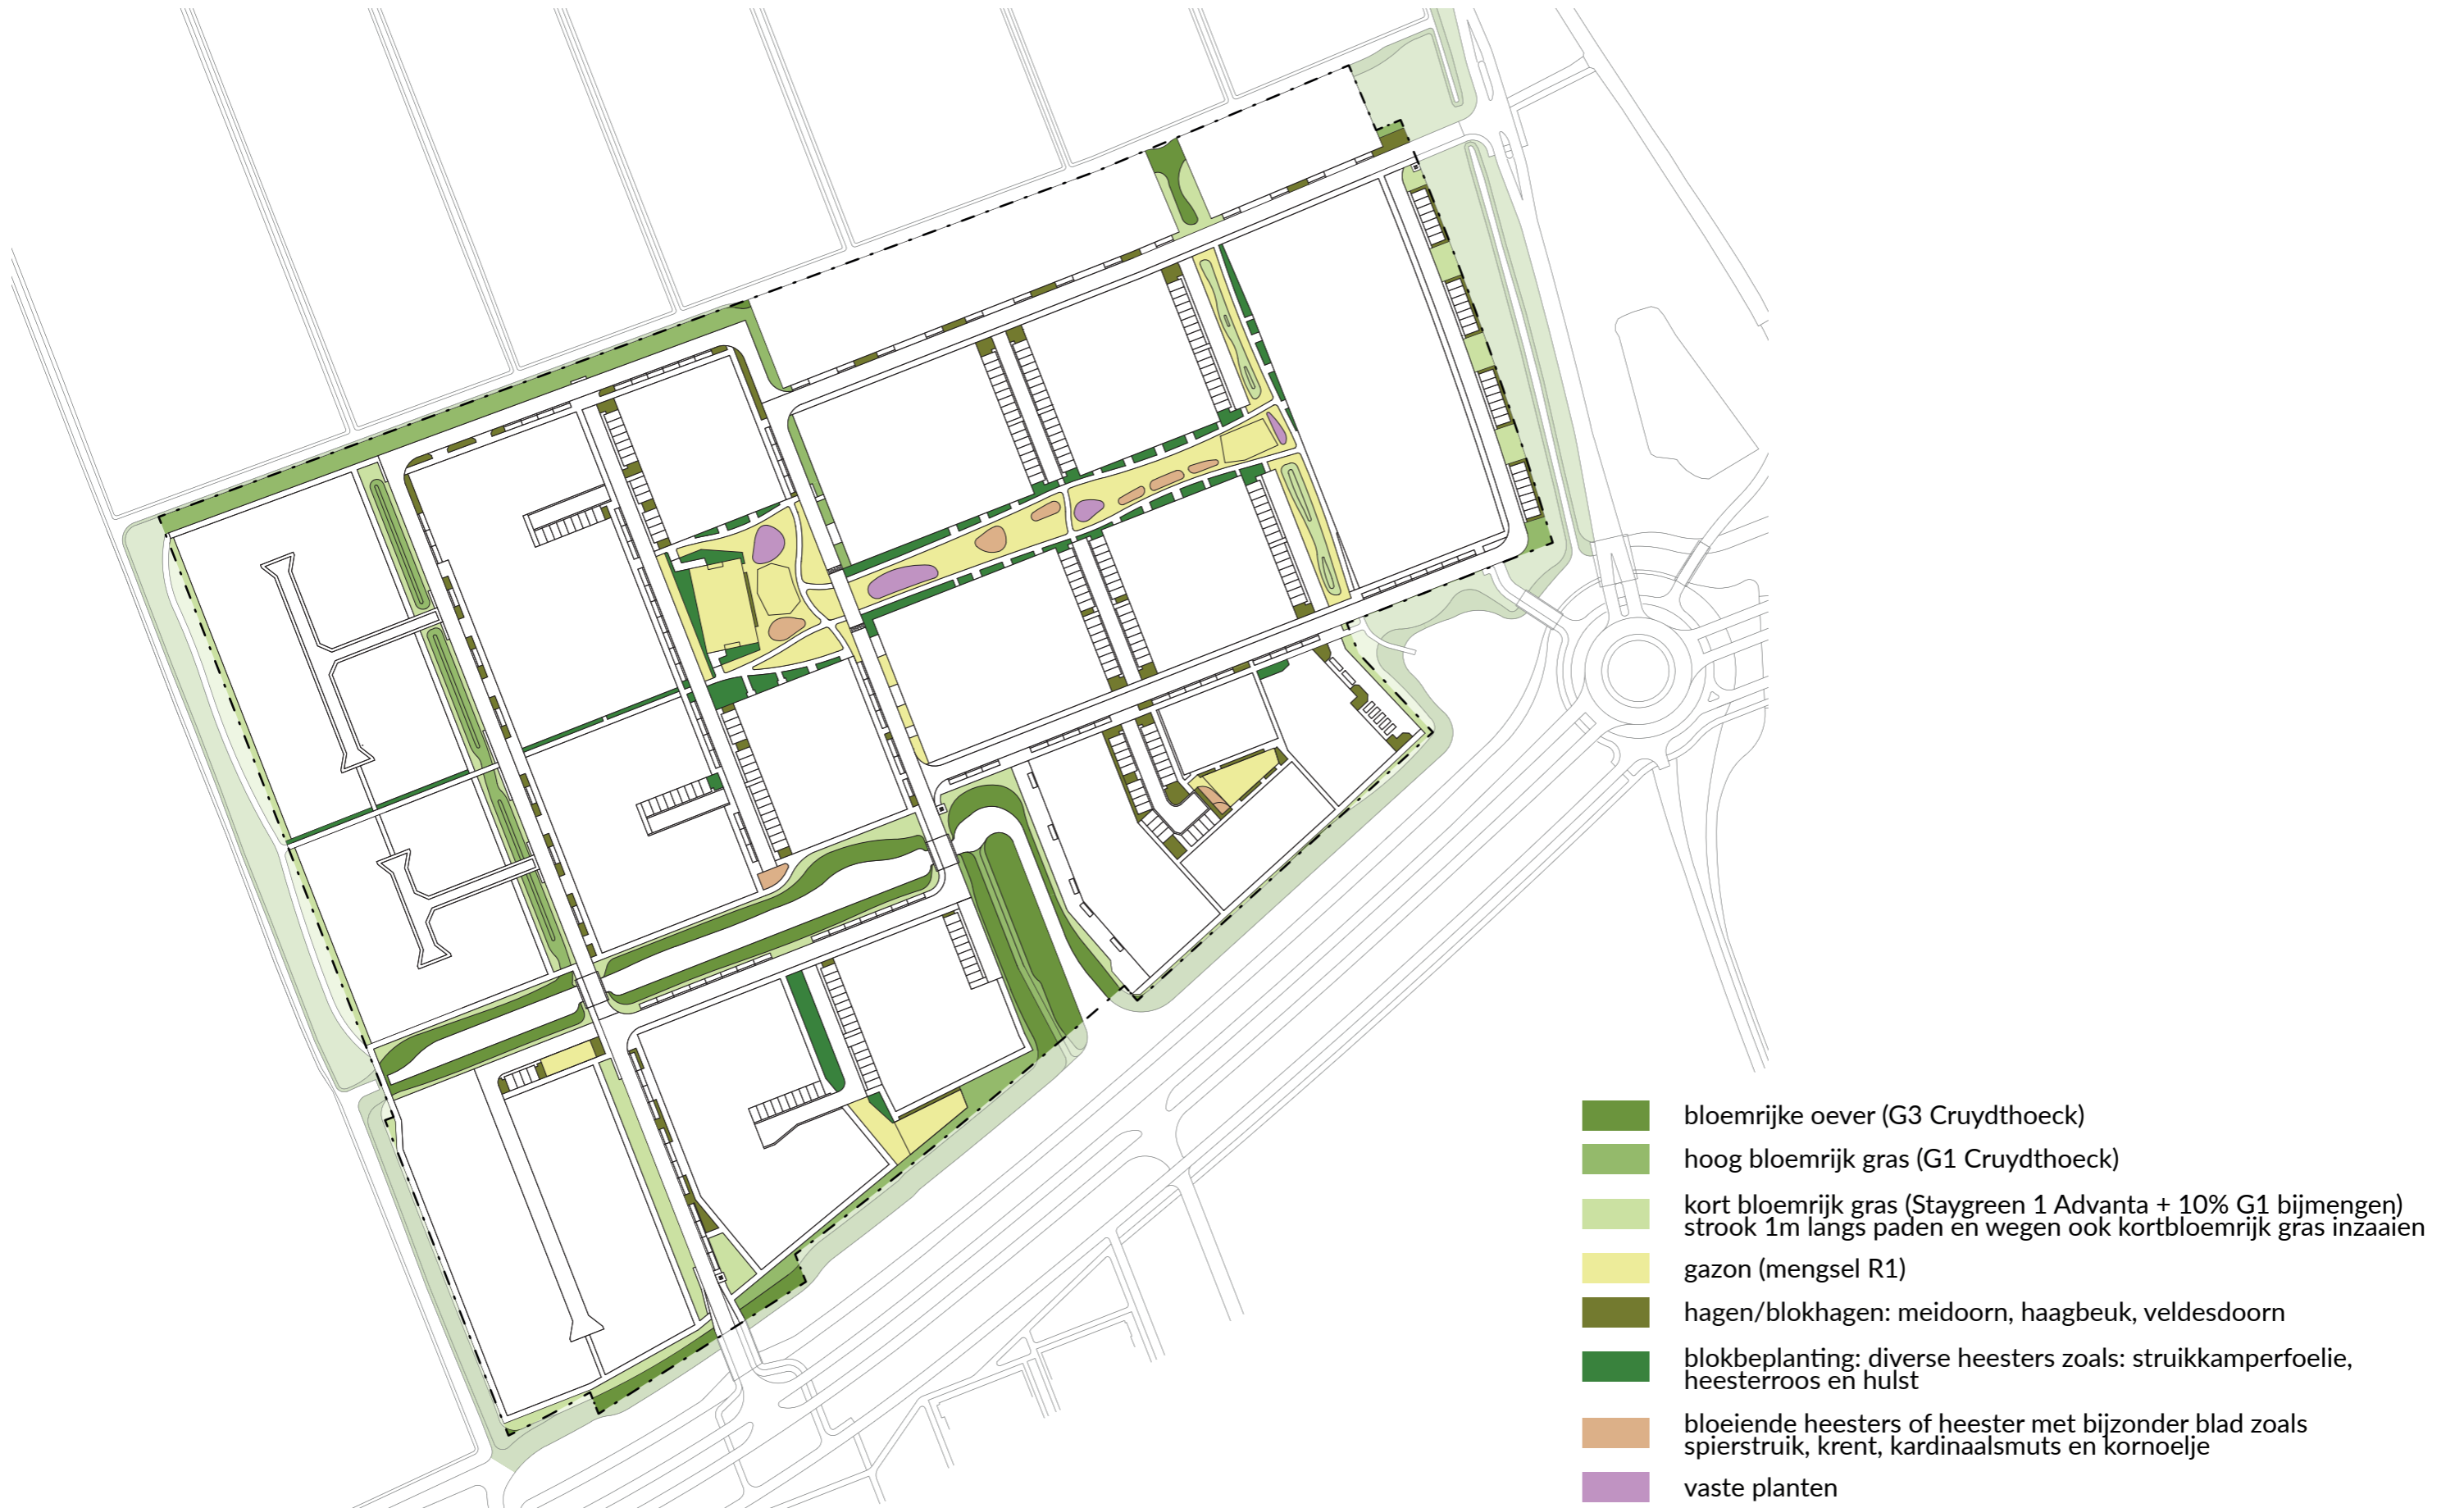 bloemrijke oever (G3 Cruydthoeck)
hoog bloemrijk gras (G1 Cruydthoeck)
kort bloemrijk gras (Staygreen 1 Advanta + 10% G1 bijmengen)
strook 1m langs paden en wegen ook kortbloemrijk gras inzaaien
gazon (mengsel R1)
hagen/blokhagen: meidoorn, haagbeuk, veldesdoorn
blokbeplanting: diverse heesters zoals: struikkamperfoelie,
heesterroos en hulst
bloeiende heesters of heester met bijzonder blad zoals
spierstruik, krent, kardinaalsmuts en kornoelje
vaste planten